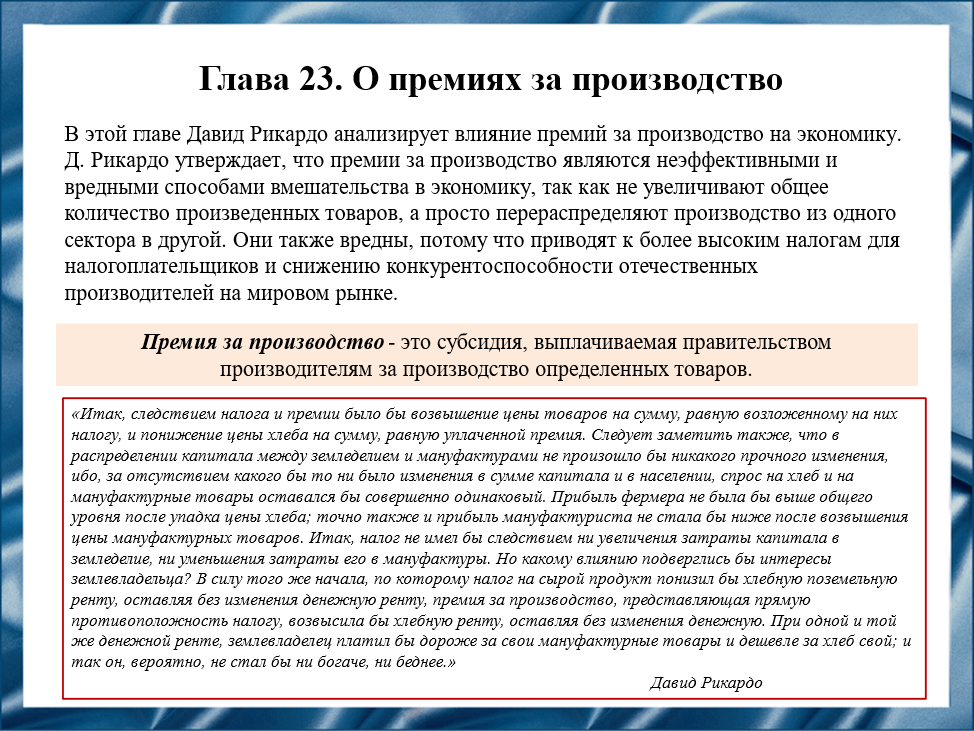 Глава 23. О премиях за производство
В этой главе Давид Рикардо анализирует влияние премий за производство на экономику.
Д. Рикардо утверждает, что премии за производство являются неэффективными и
вредными способами вмешательства в экономику, так как не увеличивают общее
количество произведенных товаров, а просто перераспределяют производство из одного
сектора в другой. Они также вредны, потому что приводят к более высоким налогам для
налогоплательщиков и снижению конкурентоспособности отечественных
производителей на мировом рынке.
Премия за производство - это субсидия, выплачиваемая правительством
производителям за производство определенных товаров.
«Итак, следствием налога и премии было бы возвышение цены товаров на сумму, равную возложенному на них
налогу, и понижение цены хлеба на сумму, равную уплаченной премия. Следует заметить также, что в
распределении капитала между земледелием и мануфактурами не произошло бы никакого прочного изменения,
ибо, за отсутствием какого бы то ни было изменения в сумме капитала и в населении, спрос на хлеб и на
мануфактурные товары оставался бы совершенно одинаковый. Прибыль фермера не была бы выше общего
уровня после упадка цены хлеба; точно также и прибыль мануфактуриста не стала бы ниже после возвышения
цены мануфактурных товаров. Итак, налог не имел бы следствием ни увеличения затраты капитала в
земледелие, ни уменьшения затраты его в мануфактуры. Но какому влиянию подверглись бы интересы
землевладельца? В силу того же начала, по которому налог на сырой продукт понизил бы хлебную поземельную
ренту, оставляя без изменения денежную ренту, премия за производство, представляющая прямую
противоположность налогу, возвысила бы хлебную ренту, оставляя без изменения денежную. При одной и той
же денежной ренте, землевладелец платил бы дороже за свои мануфактурные товары и дешевле за хлеб свой; и
так он, вероятно, не стал бы ни богаче, ни беднее.»
Давид Рикардо